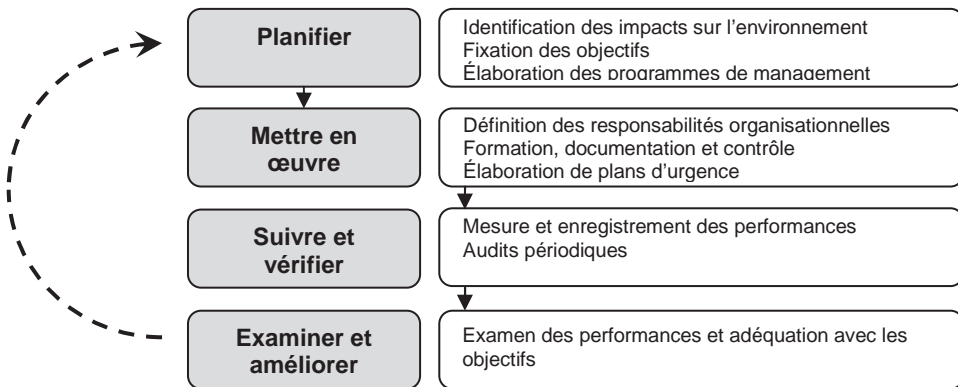 Planifier
Identification des impacts sur l’environnement
Fixation des objectifs
Élaboration des programmes de management
Mettre en
œuvre
Définition des responsabilités organisationnelles
Formation, documentation et contrôle
Élaboration de plans d’urgence
Suivre et
vérifier
Mesure et enregistrement des performances
Audits périodiques
Examiner et
améliorer
Examen des performances et adéquation avec les
objectifs